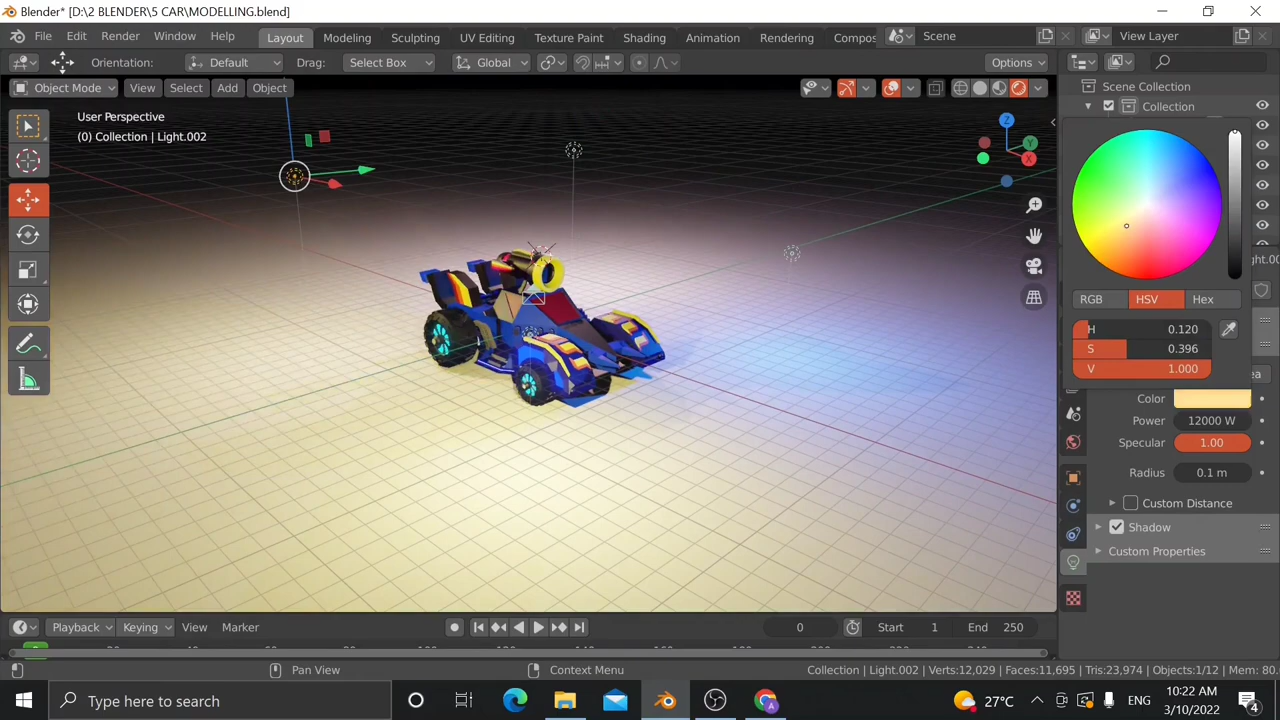 Blender* [D:\2 BLENDER\5 CAR\MODELLING.blend]
File Edit Render Window Help Layout Modeling Sculpting UV Editing Texture Paint Shading Animation Rendering Compos Scene View Layer
Orientation: Default Drag: Select Box Global Options
Object Mode View Select Add Object Scene Collection
User Perspective Collection
(0) Collection | Light.002
Z
Y
X
RGB HSV Hex
H 0.120
S 0.396
V 1.000
Color
Power 12000 W
Specular 1.00
Radius 0.1 m
Custom Distance
Shadow
Custom Properties
Playback Keying View Marker 0 Start 1 End 250
Pan View Context Menu Collection | Light.002 | Verts:12,029 | Faces:11,695 | Tris:23,974 | Objects:1/12 | Mem: 80.
Type here to search 27°C ENG 10:22 AM
3/10/2022 4